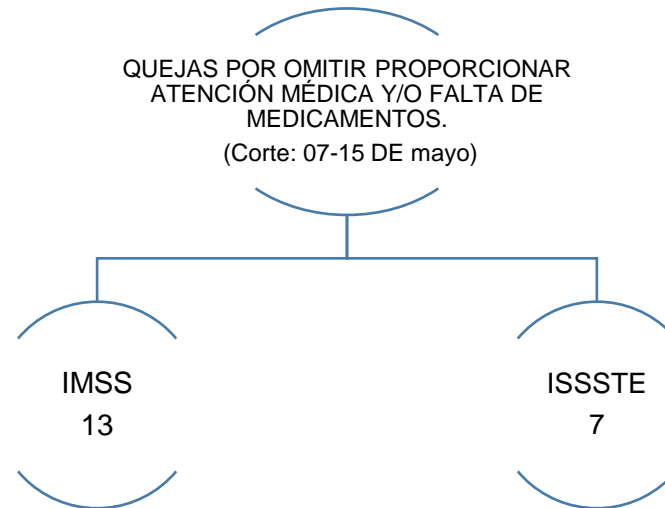 QUEJAS POR OMITIR PROPORCIONAR
ATENCIÓN MÉDICA Y/O FALTA DE
MEDICAMENTOS.
(Corte: 07-15 DE mayo)
IMSS
13
ISSSTE
7